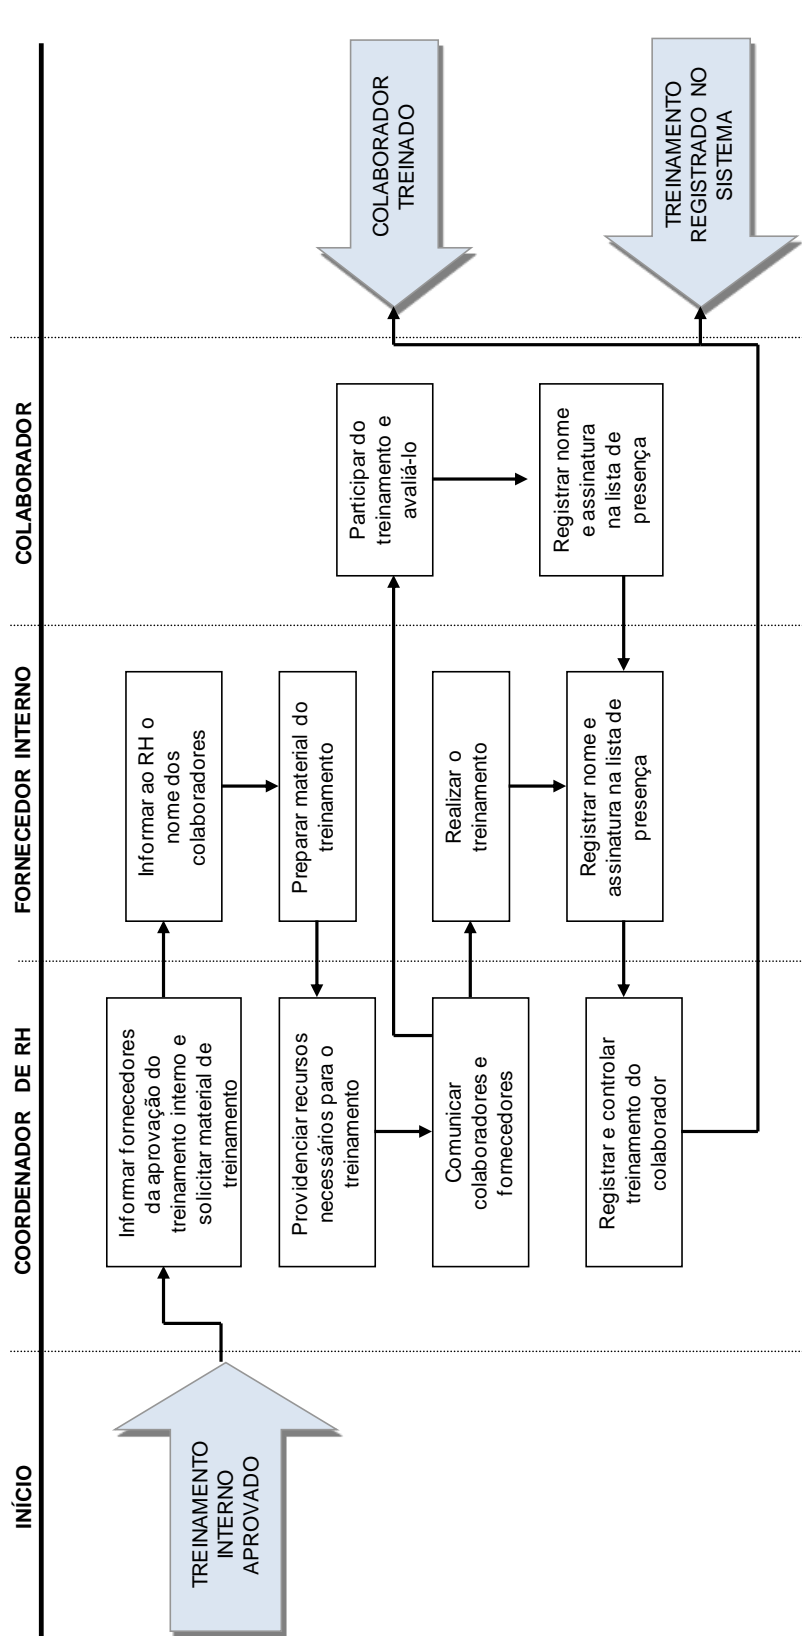 INÍCIO
COORDENADOR DE RH
FORNECEDOR INTERNO
COLABORADOR
TREINAMENTO
INTERNO
APROVADO
Informar fornecedores
da aprovação do
treinamento interno e
solicitar material de
treinamento
Informar ao RH o
nome dos
colaboradores
Preparar material do
treinamento
Providenciar recursos
necessários para o
treinamento
Comunicar
colaboradores e
fornecedores
Realizar o
treinamento
Participar do
treinamento e
avaliá-lo
Registrar nome
e assinatura
na lista de
presença
Registrar nome e
assinatura na lista de
presença
Registrar e controlar
treinamento do
colaborador
COLABORADOR
TREINADO
TREINAMENTO
REGISTRADO NO
SISTEMA